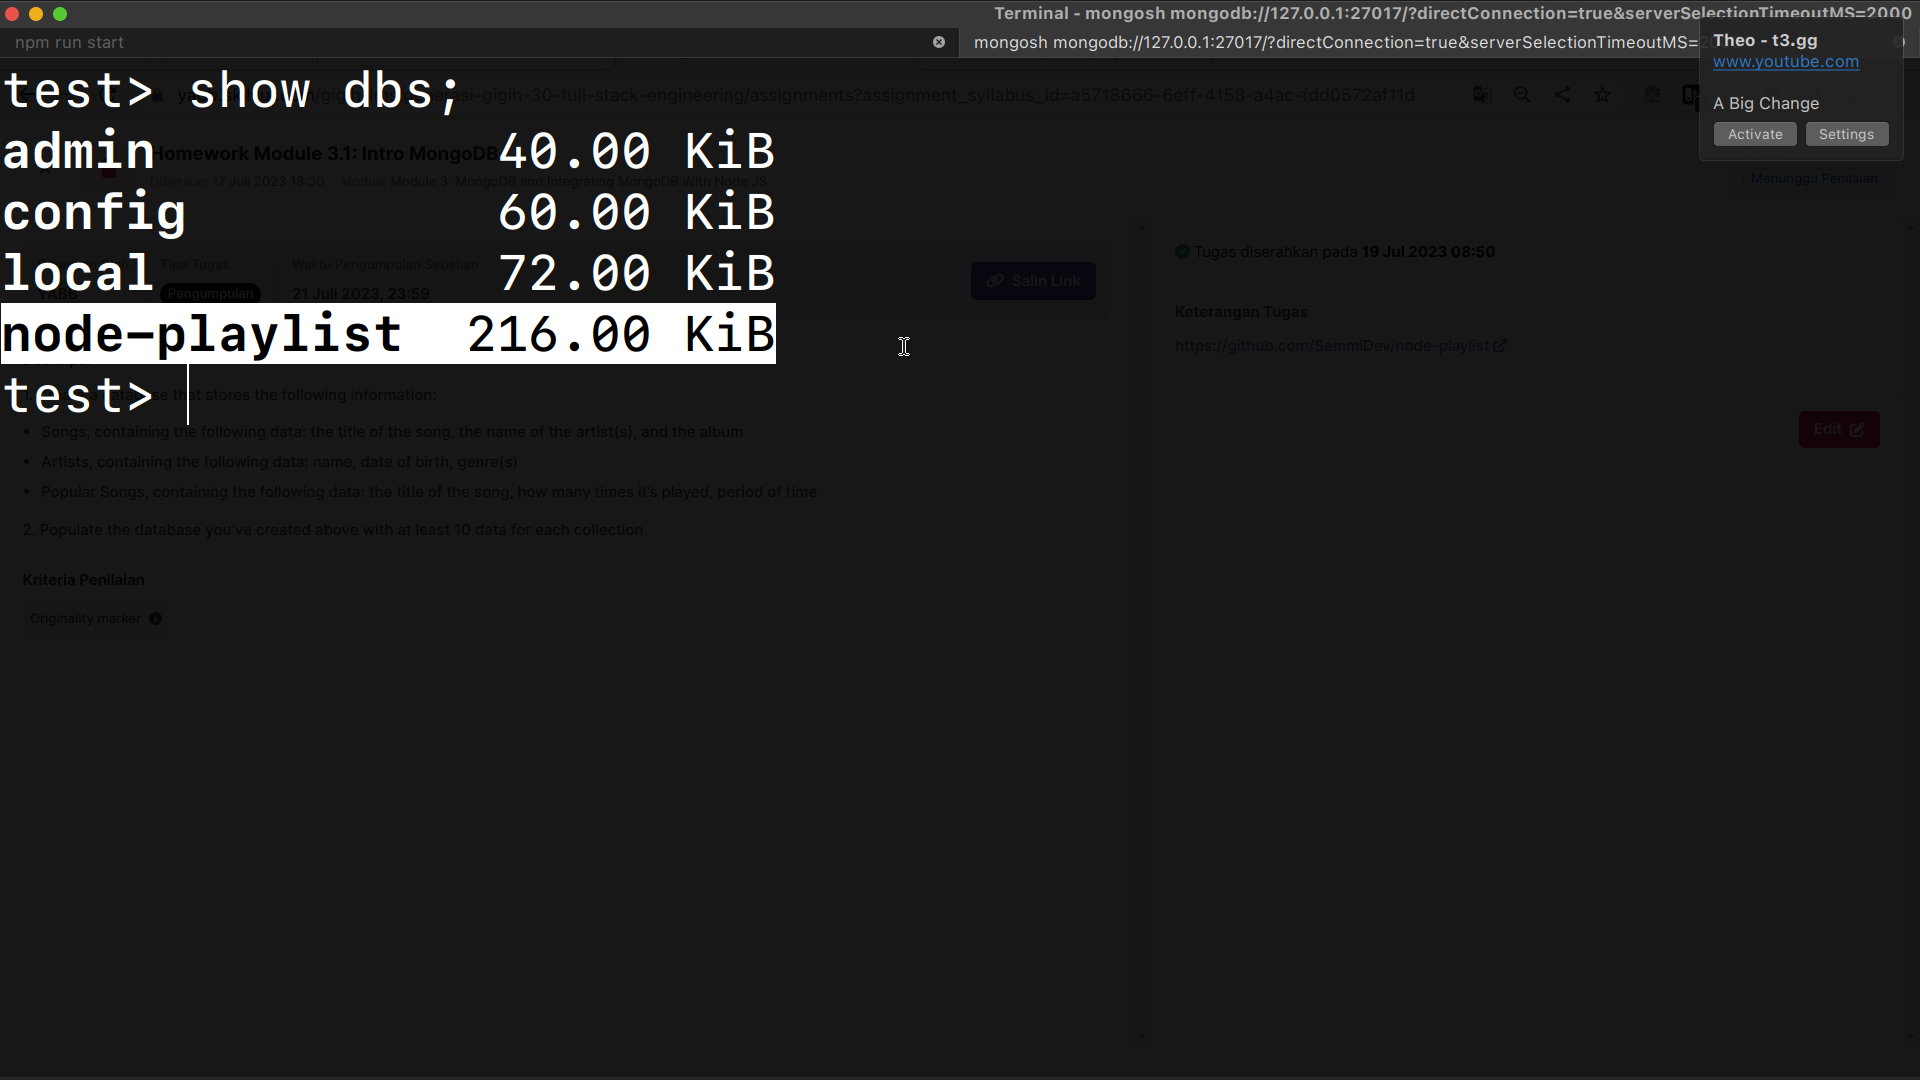 Terminal - mongosh mongodb://127.0.0.1:27017/?directConnection=true&serverSelectionTimeoutMS=2000
npm run start
mongosh mongodb://127.0.0.1:27017/?directConnection=true&serverSelectionTimeoutMS=
Theo - t3.gg
www.youtube.com
A Big Change
Activate
Settings
test> show dbs;
si-gigih-30-full-stack-engineering/assignments?assignment_syllabus_id=a5718666-6eff-4158-a4ac-fdd0572af11d
admin 40.00 KiB
Homework Module 3.1: Intro MongoDB
Diberikan 17 Juli 2023 18:30 Module Module 3: MongoDB and Integrating MongoDB With Node JS
Menunggu Penilaian
config 60.00 KiB
local 72.00 KiB
Tipe Tugas
Waktu Pengumpulan Sebelum
Pengumpulan
21 Juli 2023, 23:59
Salin Link
node-playlist 216.00 KiB
test>
stores the following information:
• Songs, containing the following data: the title of the song, the name of the artist(s), and the album
• Artists, containing the following data: name, date of birth, genre(s)
• Popular Songs, containing the following data: the title of the song, how many times it's played, period of time
2. Populate the database you've created above with at least 10 data for each collection
Kriteria Penilaian
Originality marker
Tugas diserahkan pada 19 Jul 2023 08:50
Keterangan Tugas
https://github.com/SemmiDev/node-playlist
Edit